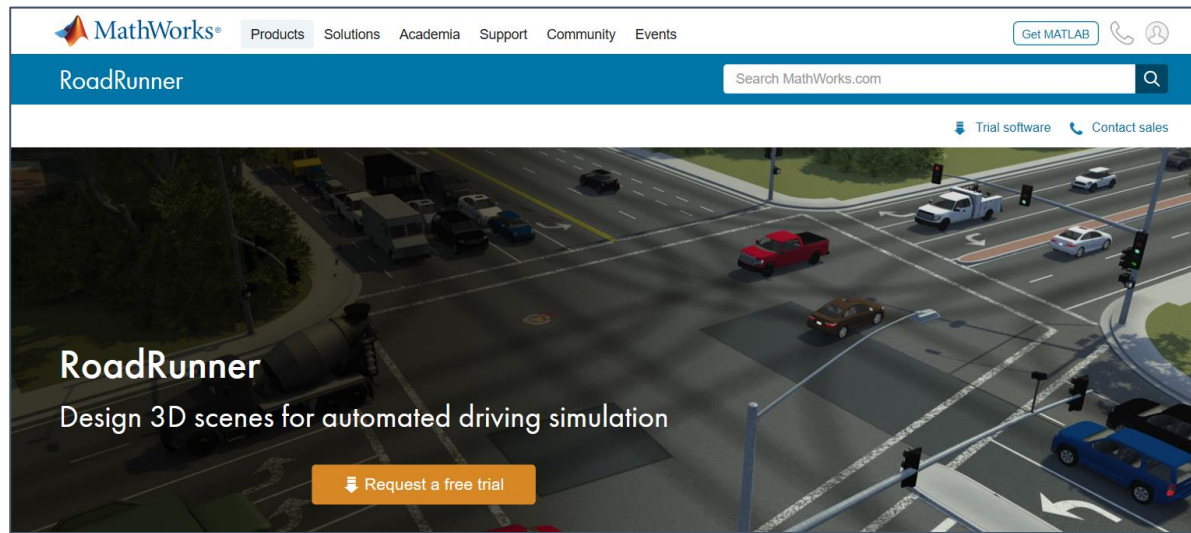 MathWorks®
Products Solutions Academia Support Community Events
Get MATLAB
RoadRunner
Search MathWorks.com
Trial software Contact sales
RoadRunner
Design 3D scenes for automated driving simulation
Request a free trial